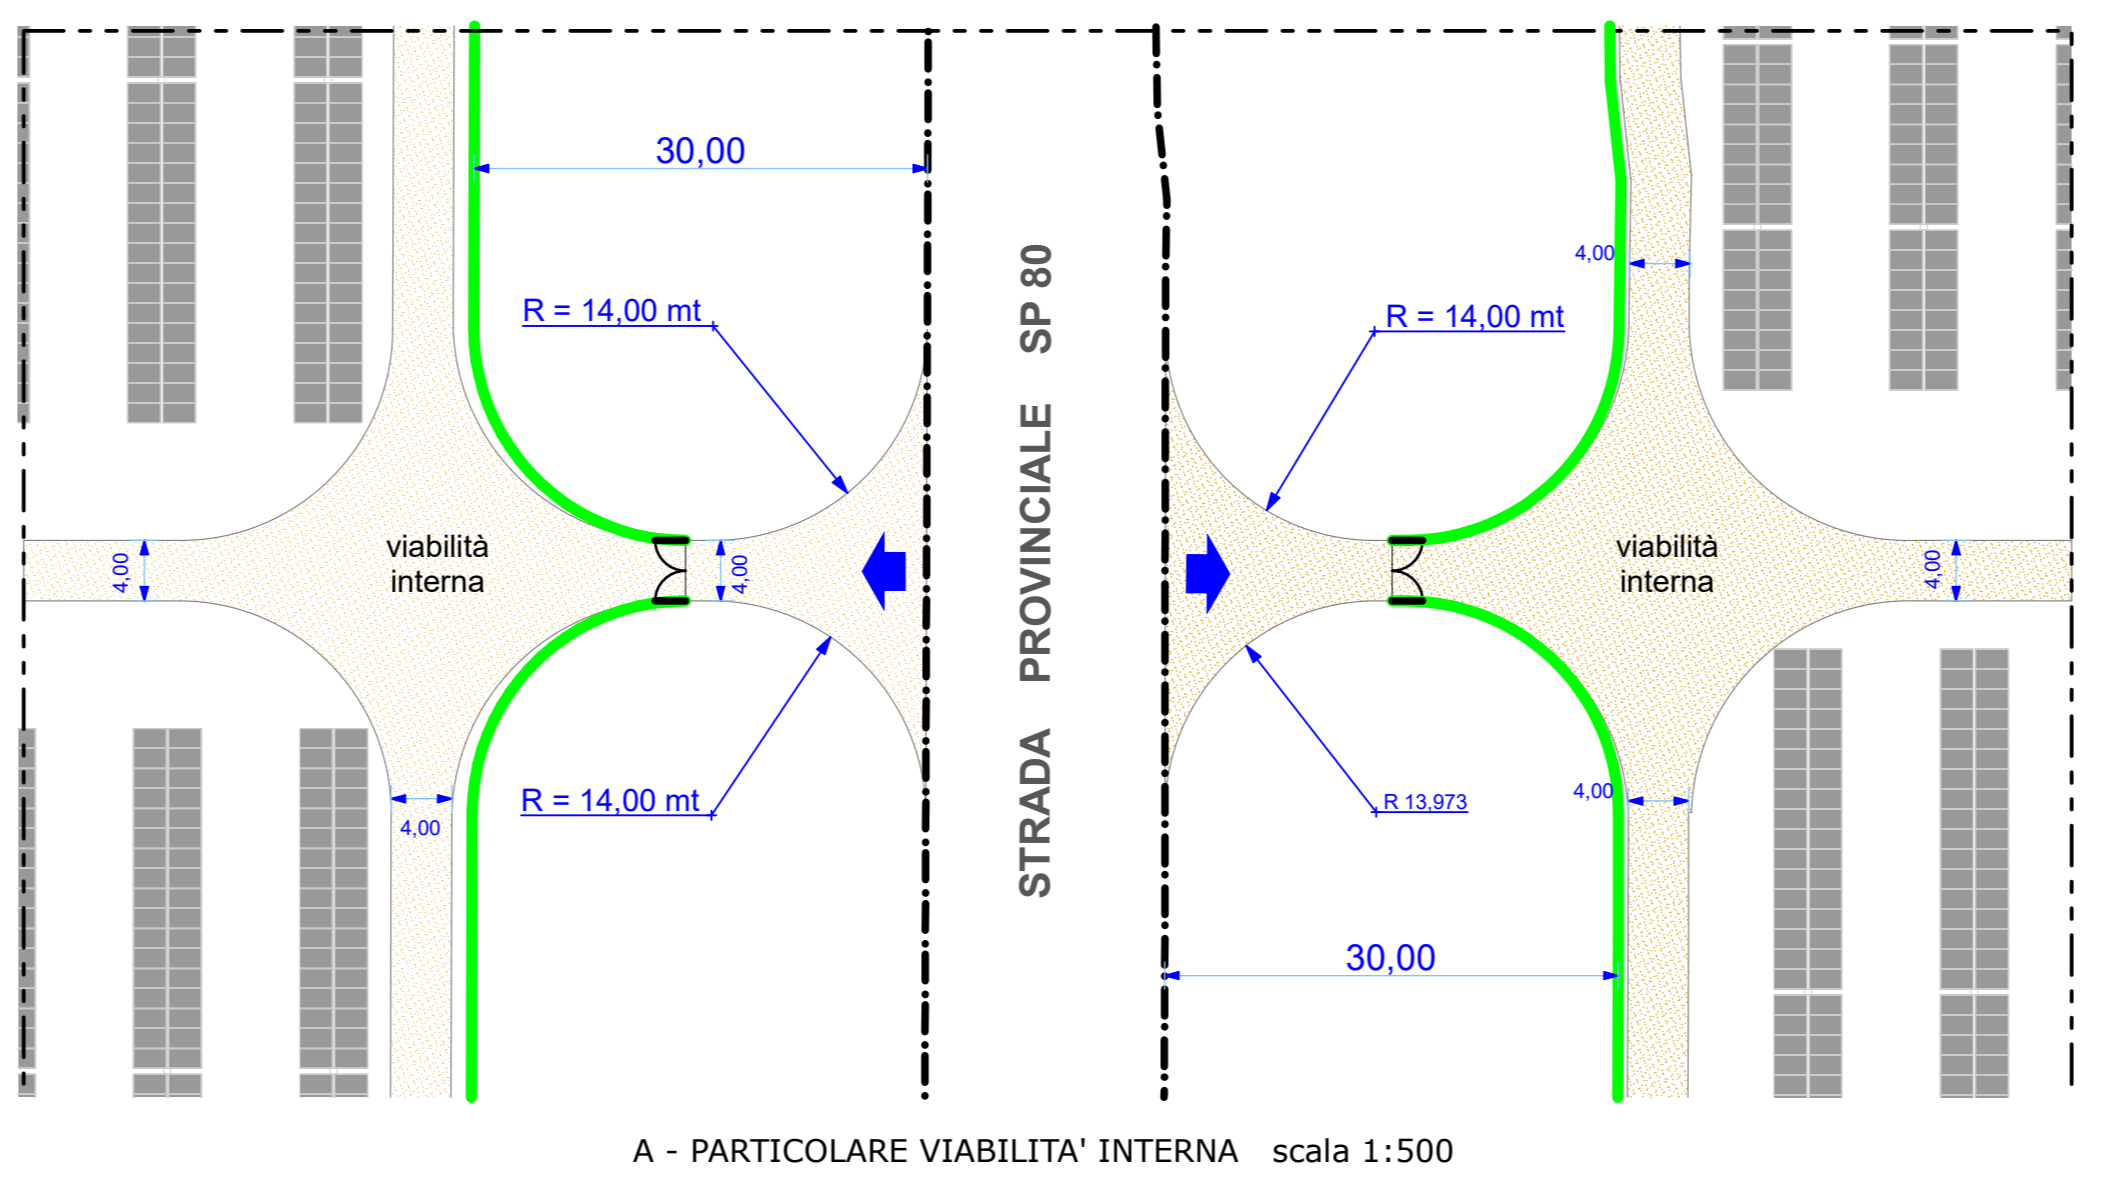 30,00
R = 14,00 mt
R = 14,00 mt
4,00
STRADA PROVINCIALE SP 80
viabilità
interna
4,00
4,00
viabilità
interna
4,00
R = 14,00 mt
4,00
R 13,973
4,00
30,00
A - PARTICOLARE VIABILITA' INTERNA scala 1:500